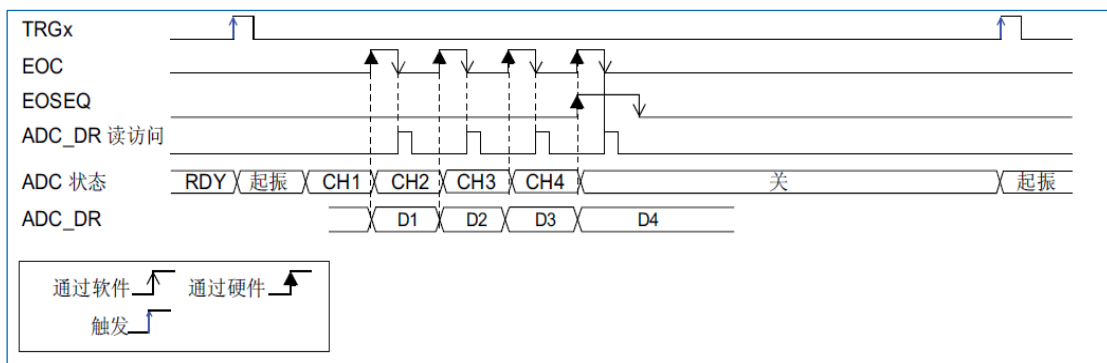 TRGx
EOC
EOSEQ
ADC_DR 读访问
ADC 状态 RDY 起振 CH1 CH2 CH3 CH4 关 起振
ADC_DR D1 D2 D3 D4
通过软件 通过硬件
触发